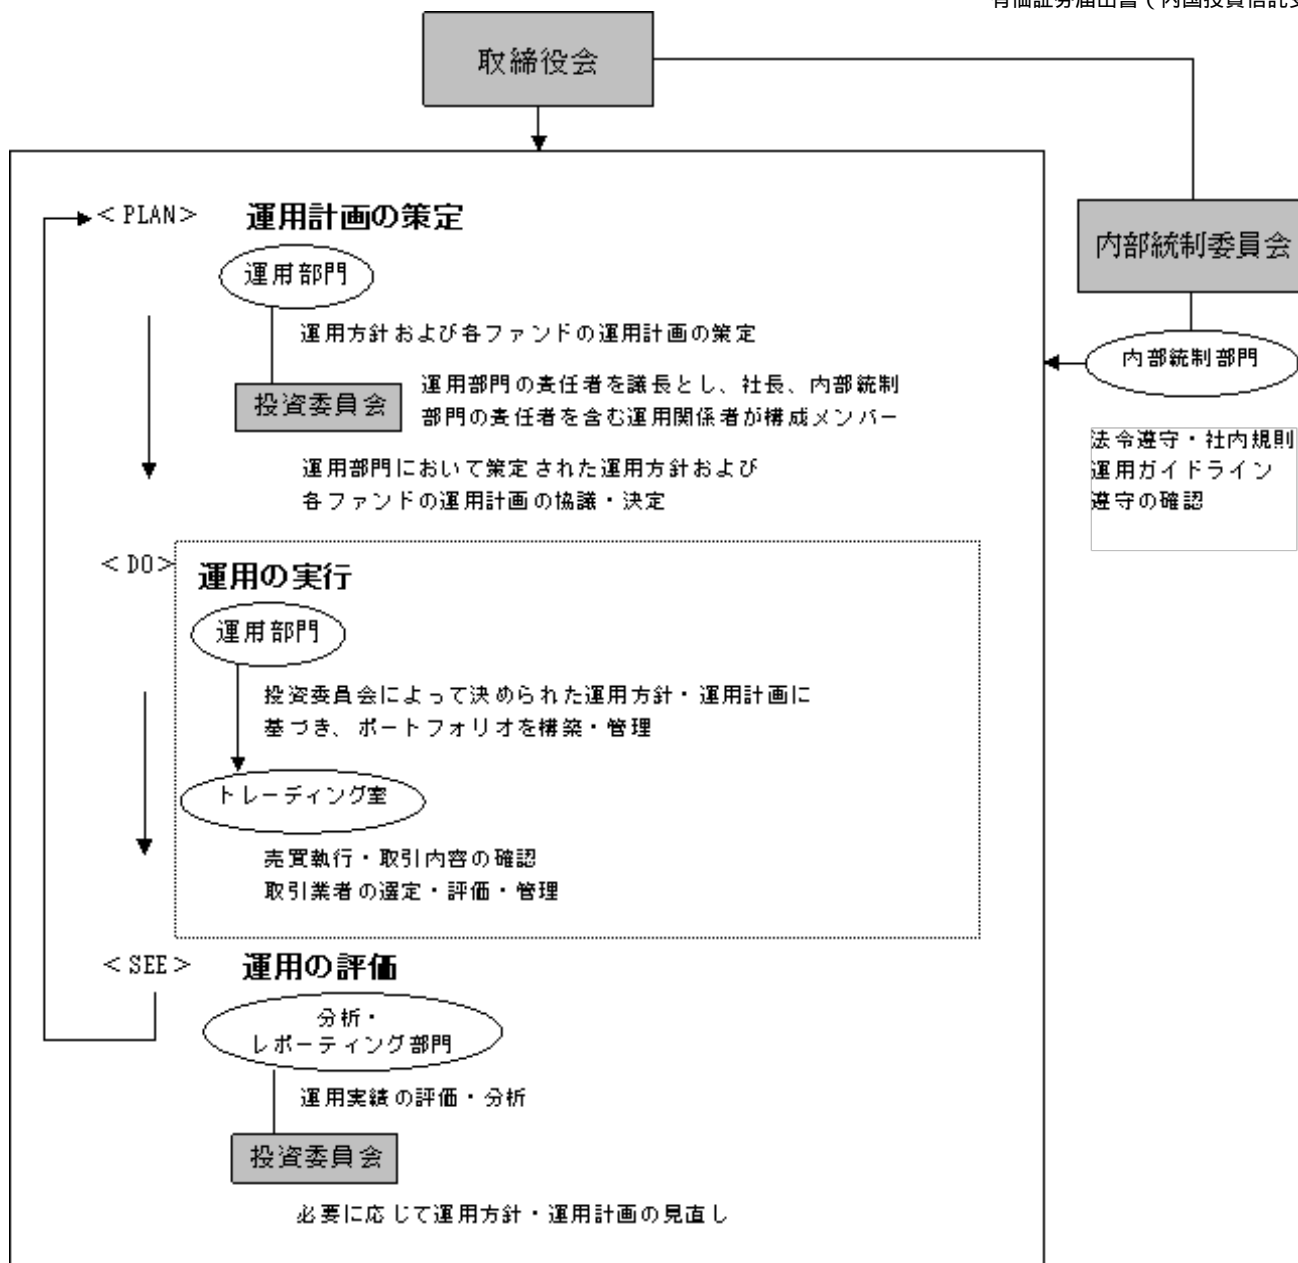 有価証券届出書（内国投資信託受
取締役会
内部統制委員会
内部統制部門
法令遵守・社内規則
運用ガイドライン
遵守の確認
＜PLAN＞ 運用計画の策定
運用部門
運用方針および各ファンドの運用計画の策定
投資委員会
運用部門の責任者を議長とし、社長、内部統制
部門の責任者を含む運用関係者が構成メンバー
運用部門において策定された運用方針および
各ファンドの運用計画の協議・決定
＜DO＞ 運用の実行
運用部門
投資委員会によって決められた運用方針・運用計画に
基づき、ポートフォリオを構築・管理
トレーディング室
売買執行・取引内容の確認
取引業者の選定・評価・管理
＜SEE＞ 運用の評価
分析・
レポーティング部門
運用実績の評価・分析
投資委員会
必要に応じて運用方針・運用計画の見直し